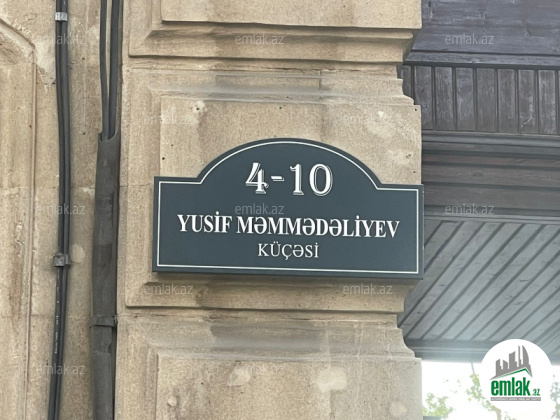 4-10
YUSİF MƏMMƏDƏLİYEV
KÜÇƏSİ
emlak.az